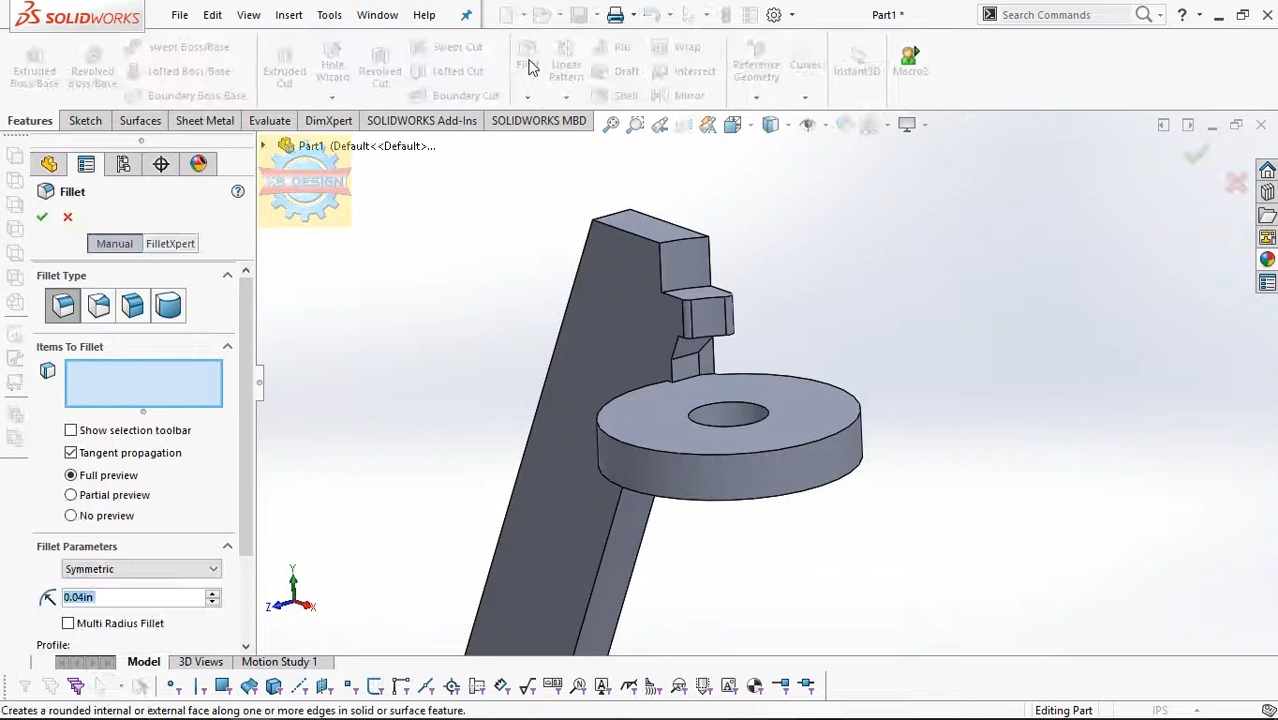 SOLIDWORKS
File Edit View Insert Tools Window Help
Part1 *
Search Commands
?
Extruded Boss/Base
Revolved Boss/Base
Swept Boss/Base
Lofted Boss/Base
Boundary Boss/Base
Extruded Cut
Hole Wizard
Revolved Cut
Swept Cut
Lofted Cut
Boundary Cut
Linear Pattern
Rib
Draft
Shell
Wrap
Intersect
Mirror
Reference Geometry
Curves
Instant3D
Macro2
Features Sketch Surfaces Sheet Metal Evaluate DimXpert SOLIDWORKS Add-Ins SOLIDWORKS MBD
Part1 (Default<<Default>...
Fillet
Manual FilletXpert
Fillet Type
Items To Fillet
Show selection toolbar
Tangent propagation
Full preview
Partial preview
No preview
Fillet Parameters
Symmetric
0.04in
Multi Radius Fillet
Profile:
Y
Z X
Model 3D Views Motion Study 1
Creates a rounded internal or external face along one or more edges in solid or surface feature.
Editing Part
IPS